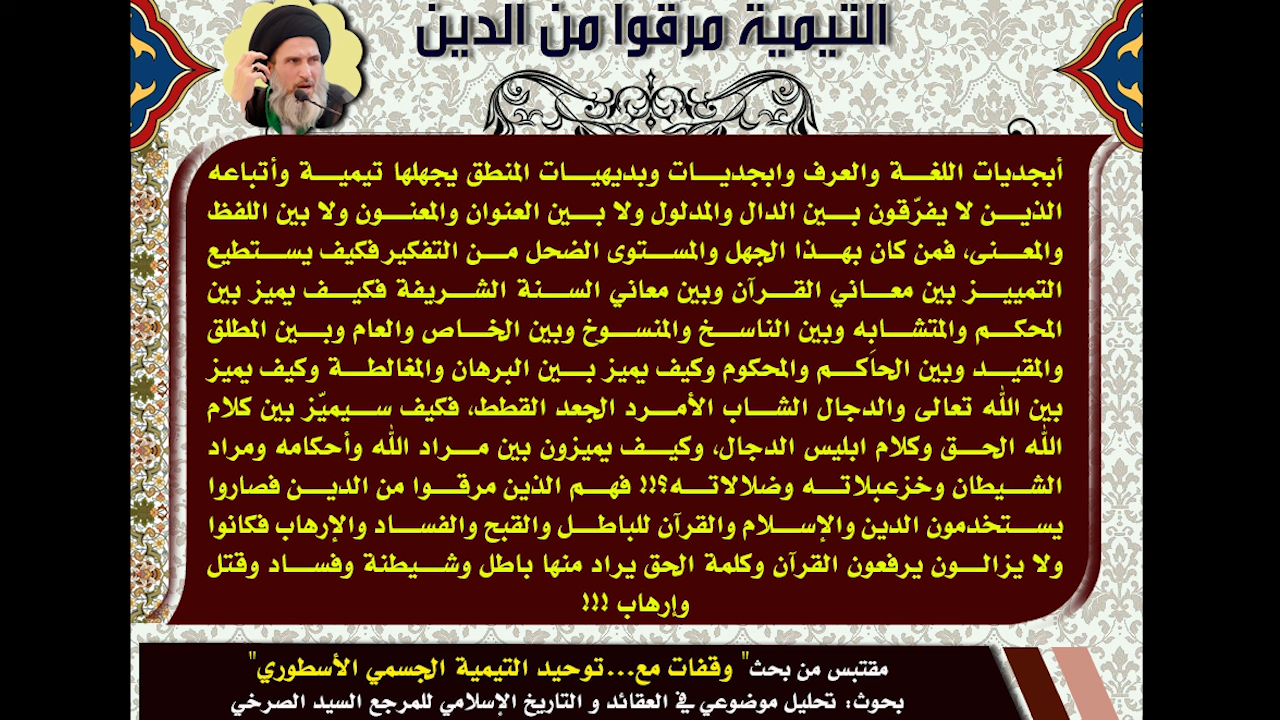 التيمية مرقوا من الدين
أبجديات اللغة والعرف وابجديات وبديهيات المنطق يجهلها تيمية وأتباعه
الذين لا يفرّقون بين الدال والمدلول ولا بين العنوان والمعنون ولا بين اللفظ
والمعنى، فمن كان بهذا الجهل والمستوى الضحل من التفكير فكيف يستطيع
التمييز بين معاني القرآن وبين معاني السنة الشريفة فكيف يميز بين
المحكم والمتشابه وبين الناسخ والمنسوخ وبين الخاص والعام وبين المطلق
والمقيد وبين الحاَكم والمحكوم وكيف يميز بين البرهان والمغالطة وكيف يميز
بين الله تعالى والدجال الشاب الأمرد الجعد القطط، فكيف سيميّز بين كلام
الله الحق وكلام ابليس الدجال، وكيف يميزون بين مراد الله وأحكامه ومراد
الشيطان وخزعبلاته وضلالاته؟!! فهم الذين مرقوا من الدين فصاروا
يستخدمون الدين والإسلام والقرآن للباطل والقبح والفساد والإرهاب فكانوا
ولا يزالون يرفعون القرآن وكلمة الحق يراد منها باطل وشيطنة وفساد وقتل
وإرهاب !!!
مقتبس من بحث" وقفات مع...توحيد التيمية الجسمي الأسطوري"
بحوث: تحليل موضوعي في العقائد و التاريخ الإسلامي للمرجع السيد الصرخي